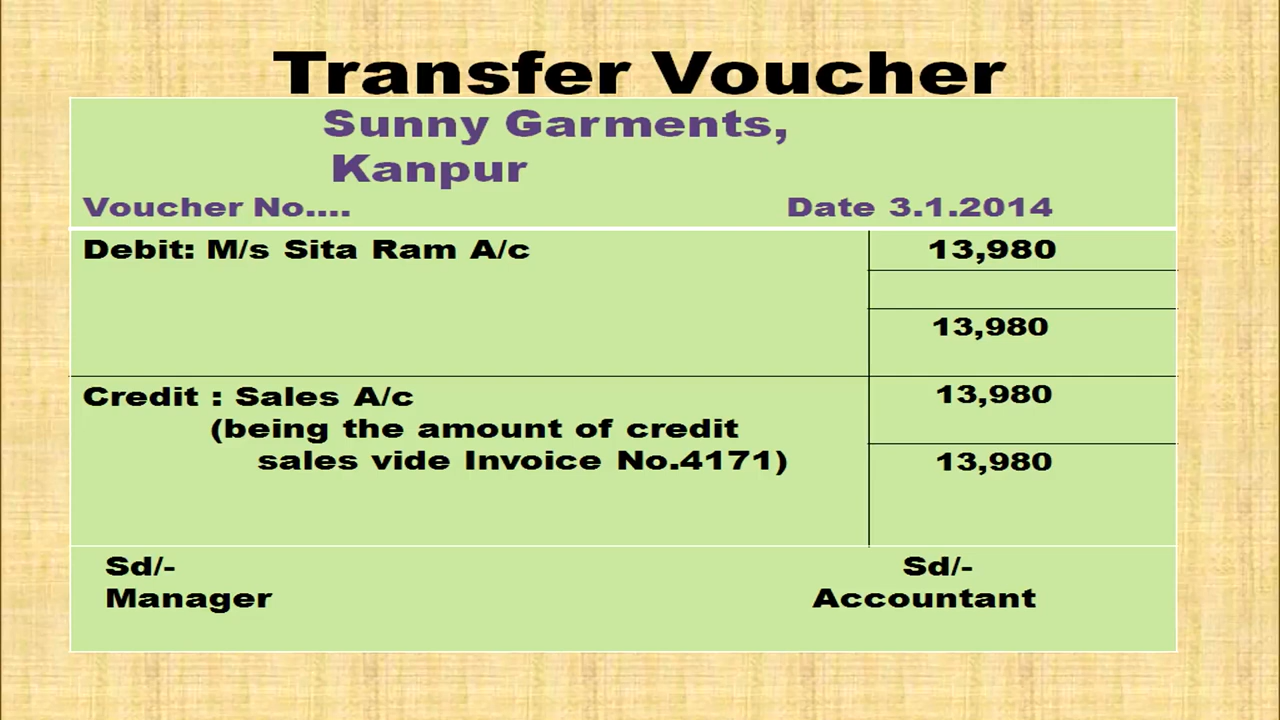 Transfer Voucher
Sunny Garments,
Kanpur
Voucher No.... Date 3.1.2014
Debit: M/s Sita Ram A/c 13,980
13,980
Credit : Sales A/c 13,980
(being the amount of credit
sales vide Invoice No.4171) 13,980
Sd/- Sd/-
Manager Accountant